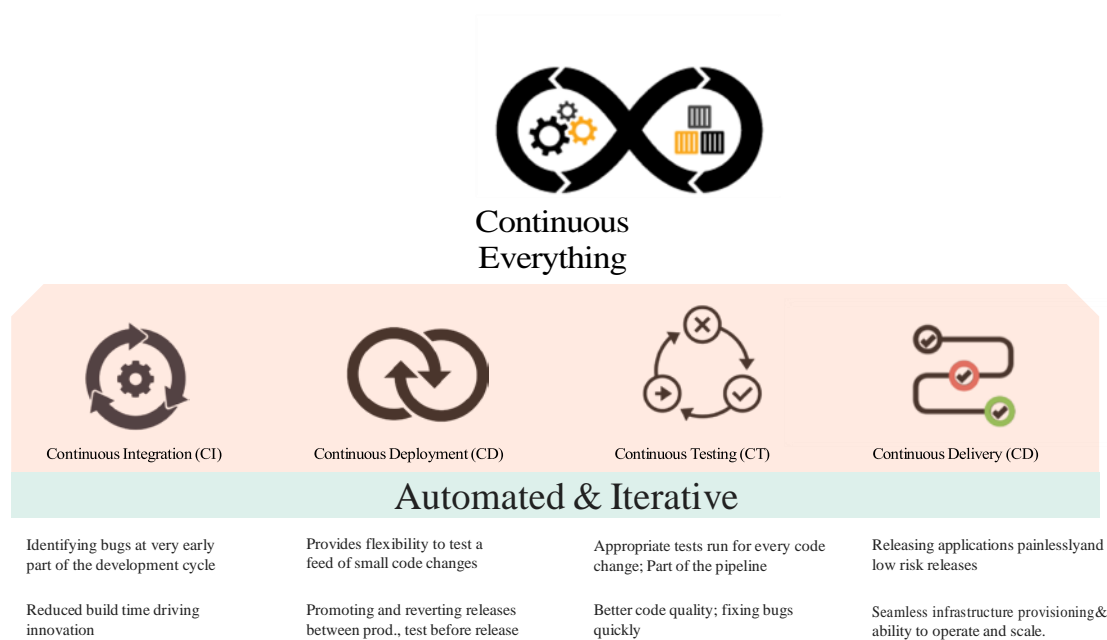 Continuous
Everything
Continuous Integration (CI)
Continuous Deployment (CD)
Continuous Testing (CT)
Continuous Delivery (CD)
Automated & Iterative
Identifying bugs at very early
part of the development cycle
Reduced build time driving
innovation
Provides flexibility to test a
feed of small code changes
Promoting and reverting releases
between prod., test before release
Appropriate tests run for every code
change; Part of the pipeline
Better code quality; fixing bugs
quickly
Releasing applications painlesslyand
low risk releases
Seamless infrastructure provisioning&
ability to operate and scale.